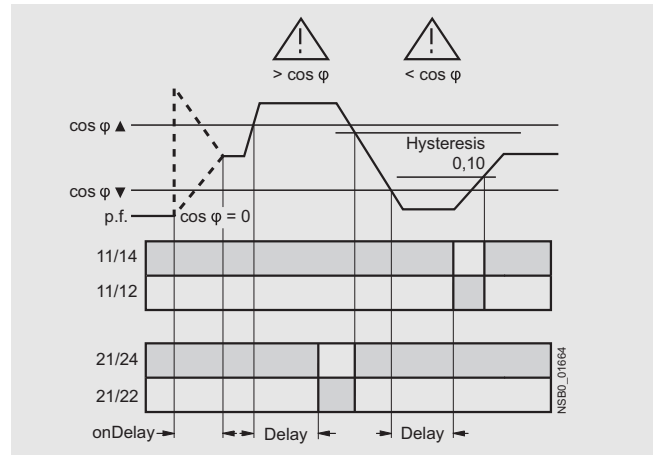 > cos φ
< cos φ
cos φ ▲
Hysteresis
0,10
cos φ ▼
p.f.
cos φ = 0
11/14
11/12
21/24
21/22
onDelay
Delay
Delay
NSB0_01664